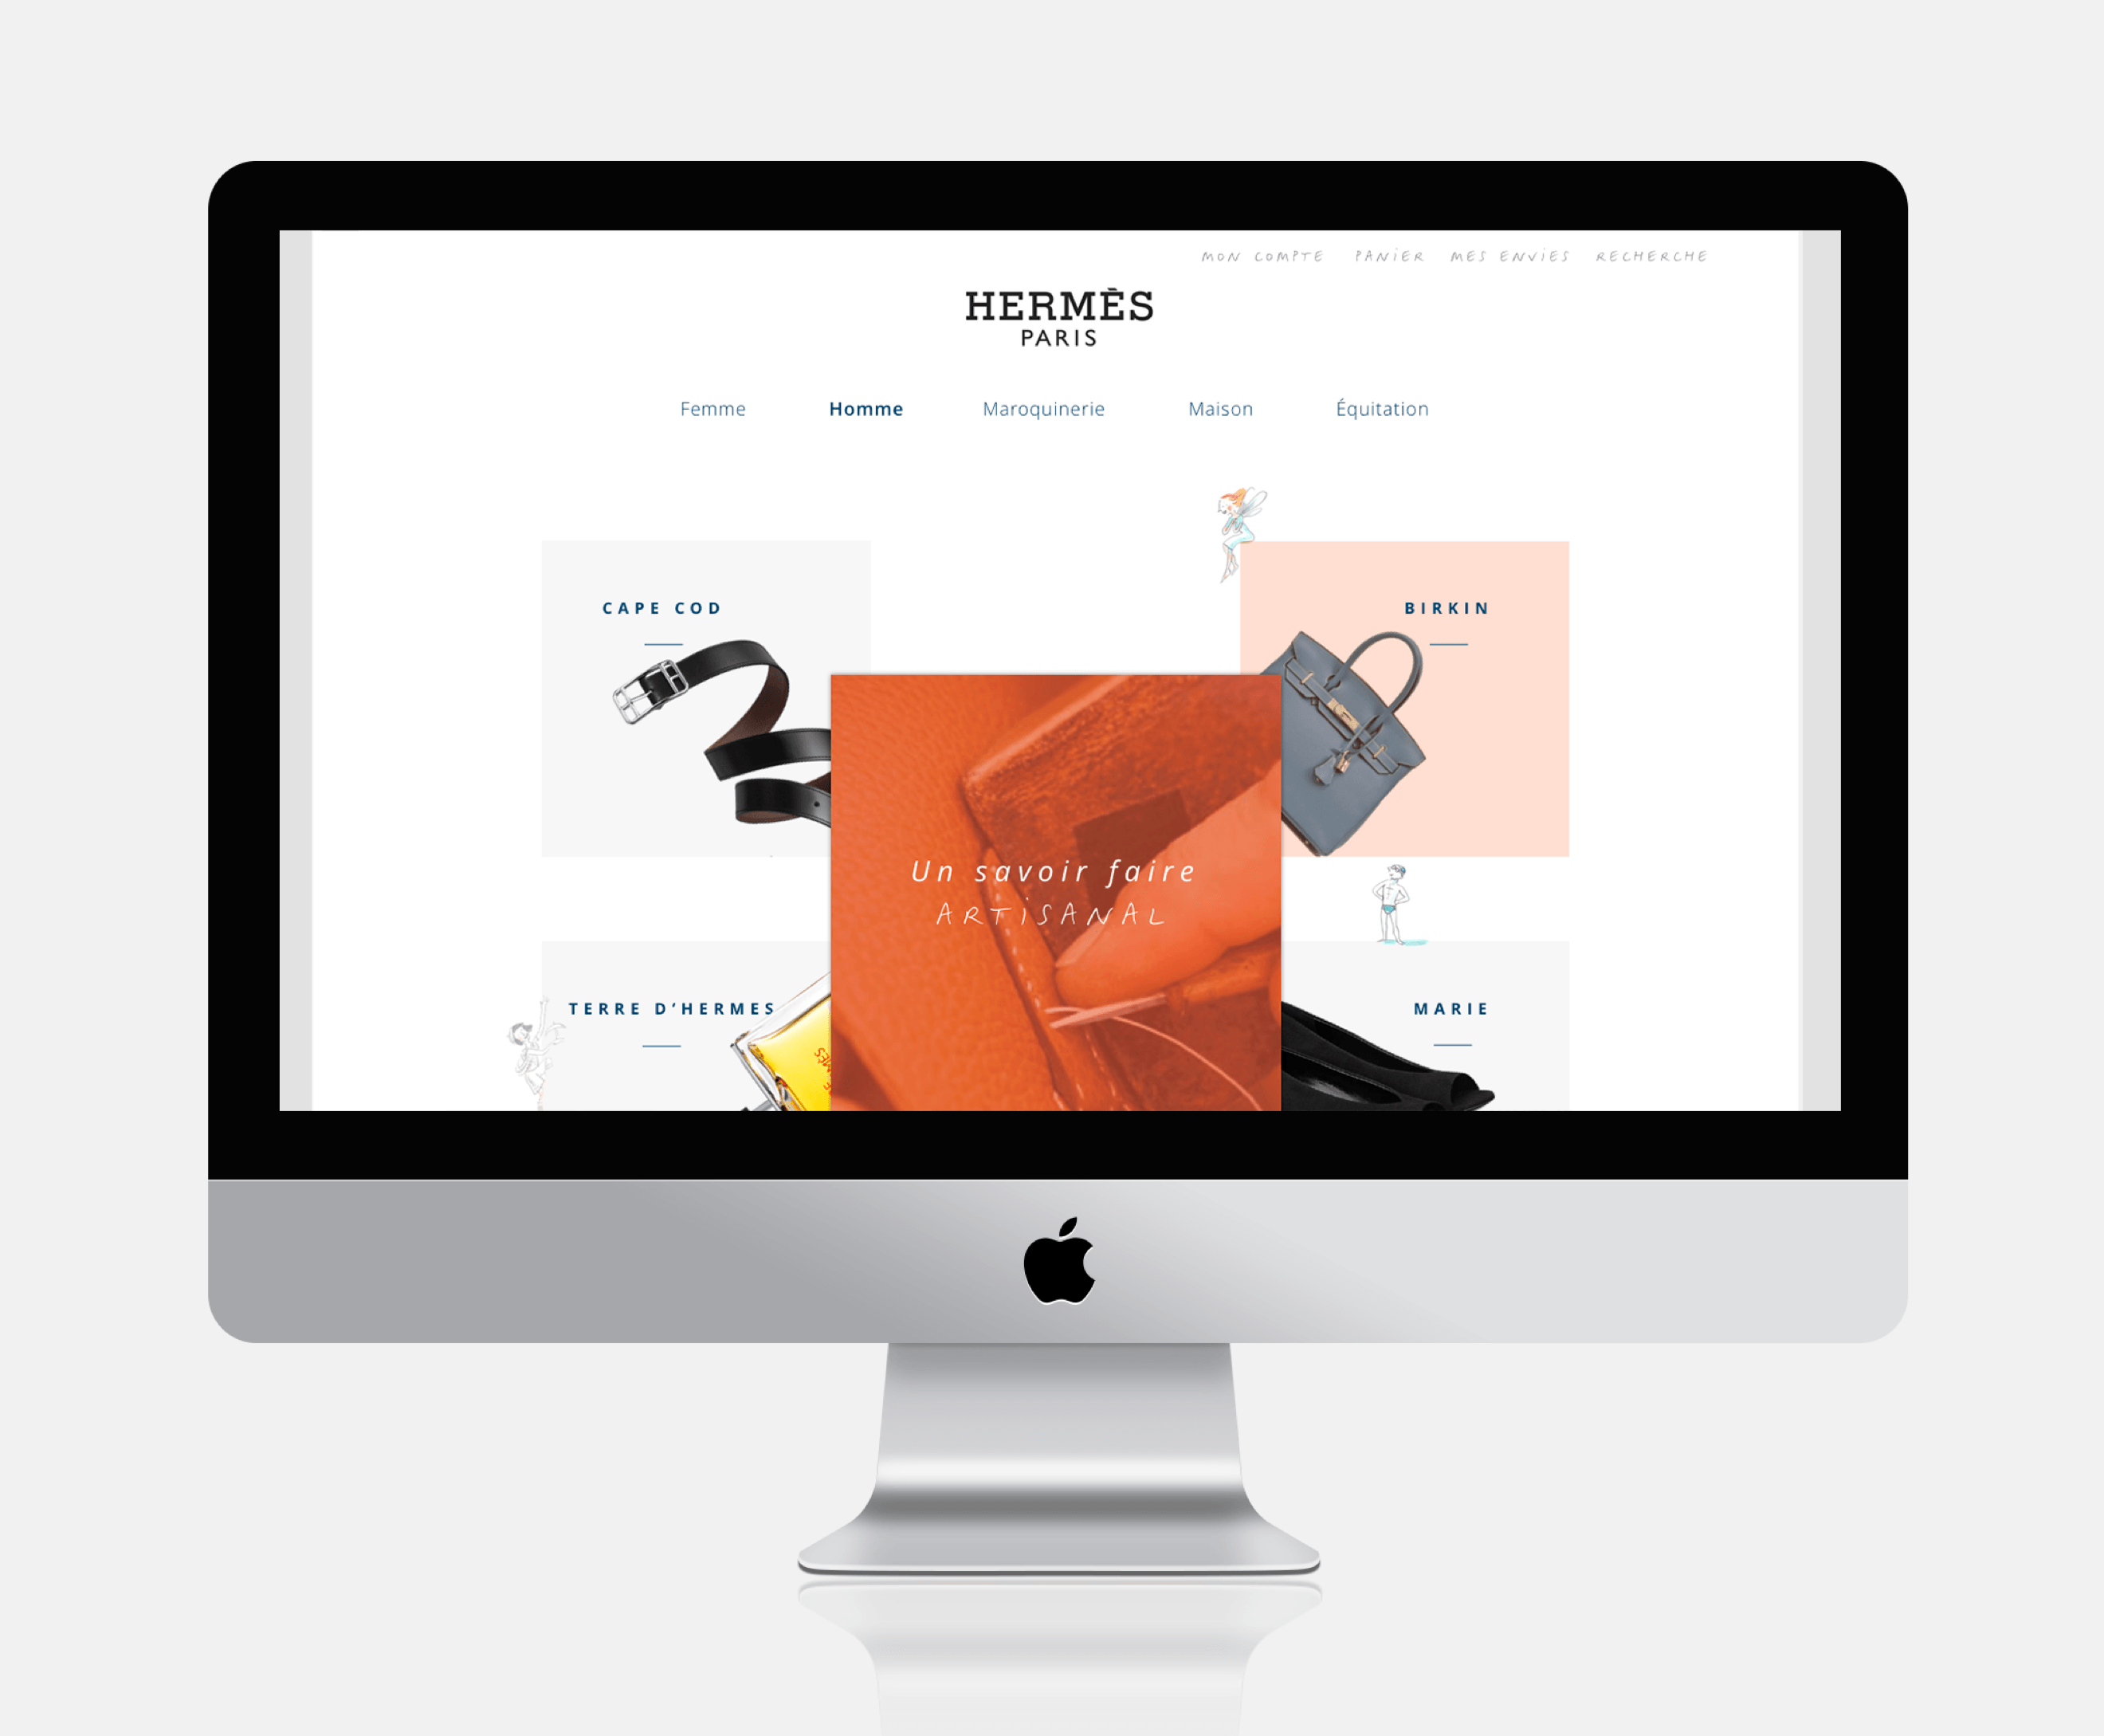 MON COMPTE PANIER MES ENVIES RECHERCHE
HERMÈS
PARIS
Femme Homme Maroquinerie Maison Équitation
CAPE COD
BIRKIN
Un savoir faire
ARTISANAL
TERRE D'HERMES
MARIE